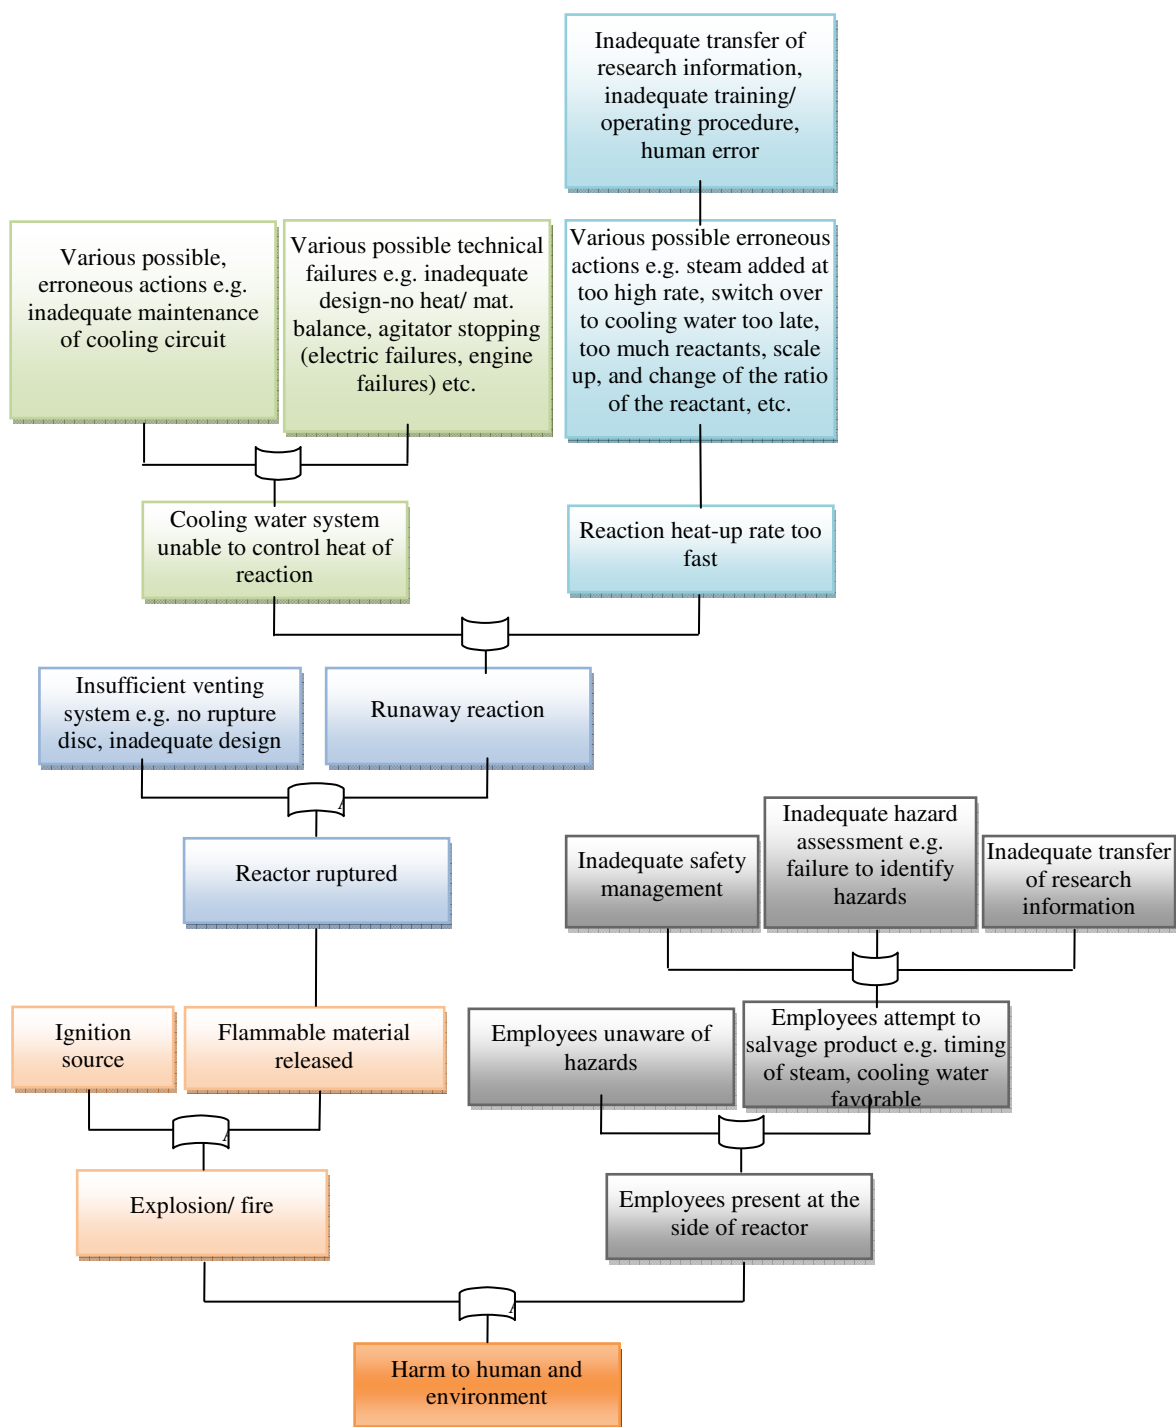 Inadequate transfer of
research information,
inadequate training/
operating procedure,
human error
Various possible,
erroneous actions e.g.
inadequate maintenance
of cooling circuit
Various possible technical
failures e.g. inadequate
design-no heat/ mat.
balance, agitator stopping
(electric failures, engine
failures) etc.
Various possible erroneous
actions e.g. steam added at
too high rate, switch over
to cooling water too late,
too much reactants, scale
up, and change of the ratio
of the reactant, etc.
Cooling water system
unable to control heat of
reaction
Reaction heat-up rate too
fast
Insufficient venting
system e.g. no rupture
disc, inadequate design
Runaway reaction
Reactor ruptured
Inadequate safety
management
Inadequate hazard
assessment e.g.
failure to identify
hazards
Inadequate transfer
of research
information
Ignition
source
Flammable material
released
Employees unaware of
hazards
Employees attempt to
salvage product e.g. timing
of steam, cooling water
favorable
Explosion/ fire
Employees present at the
side of reactor
Harm to human and
environment